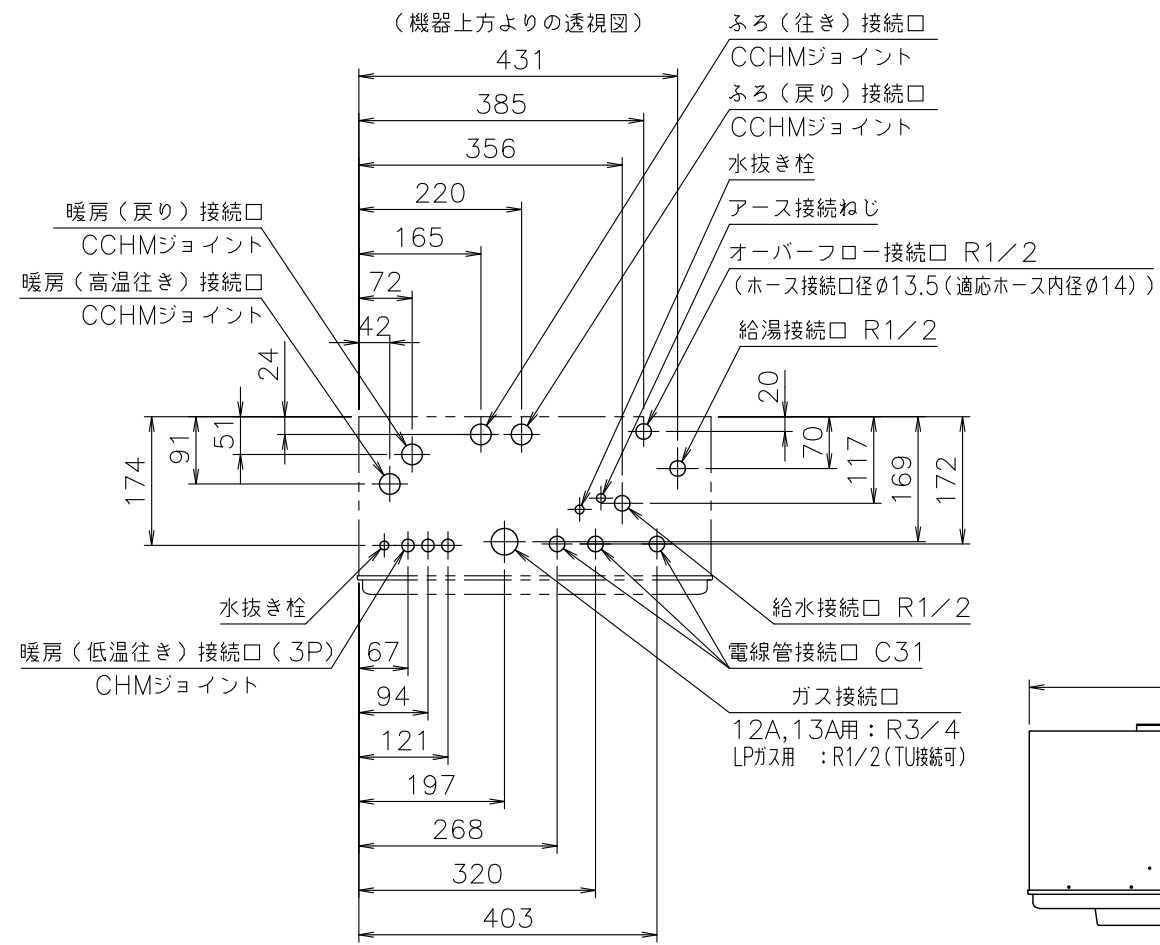 （機器上方よりの透視図）
ふろ（往き）接続口
CCHMジョイント
431
ふろ（戻り）接続口
CCHMジョイント
385
356
水抜き栓
220
アース接続ねじ
暖房（戻り）接続口
CCHMジョイント
165
オーバーフロー接続口 R1／2
（ホース接続口径φ13.5(適応ホース内径φ14)）
暖房（高温往き）接続口
CCHMジョイント
72
42
給湯接続口 R1／2
24
20
51
91
174
70
117
169
172
水抜き栓
給水接続口 R1／2
暖房（低温往き）接続口（3P）
CHMジョイント
67
電線管接続口 C31
94
ガス接続口
12A,13A用：R3／4
LPガス用 ：R1／2(TU接続可)
121
197
268
320
403